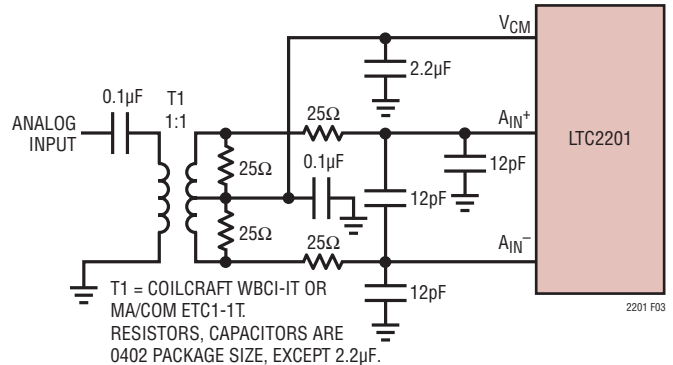 VCM
2.2µF
0.1µF
T1
1:1
ANALOG
INPUT
25Ω
AIN+
LTC2201
12pF
25Ω
0.1µF
12pF
25Ω
25Ω
AIN–
12pF
T1 = COILCRAFT WBCI-IT OR
MA/COM ETC1-1T.
RESISTORS, CAPACITORS ARE
0402 PACKAGE SIZE, EXCEPT 2.2µF.
2201 F03